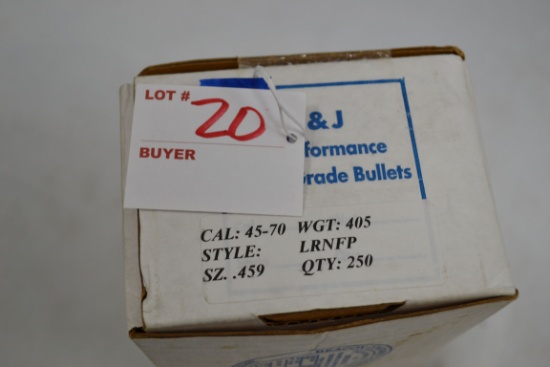 LOT # 20
BUYER
& J
formance
rade Bullets
CAL: 45-70 WGT: 405
STYLE: LRNFP
SZ. .459 QTY: 250